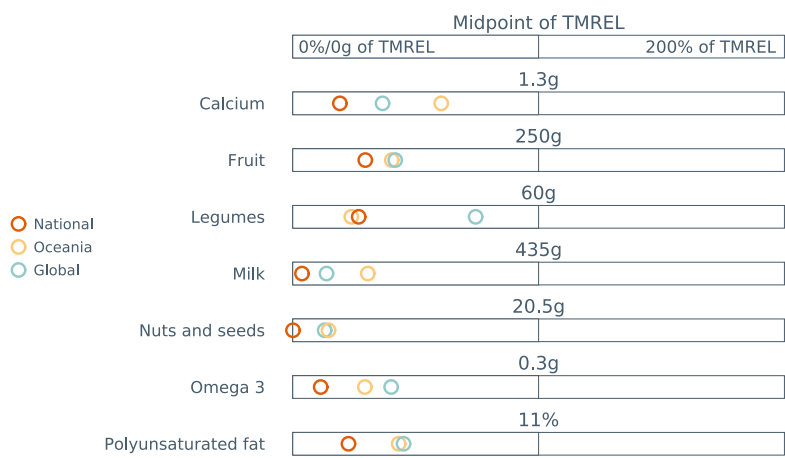 Midpoint of TMREL
0%/0g of TMREL 200% of TMREL
1.3g
Calcium
250g
Fruit
60g
Legumes
435g
Milk
20.5g
Nuts and seeds
0.3g
Omega 3
11%
Polyunsaturated fat
National
Oceania
Global